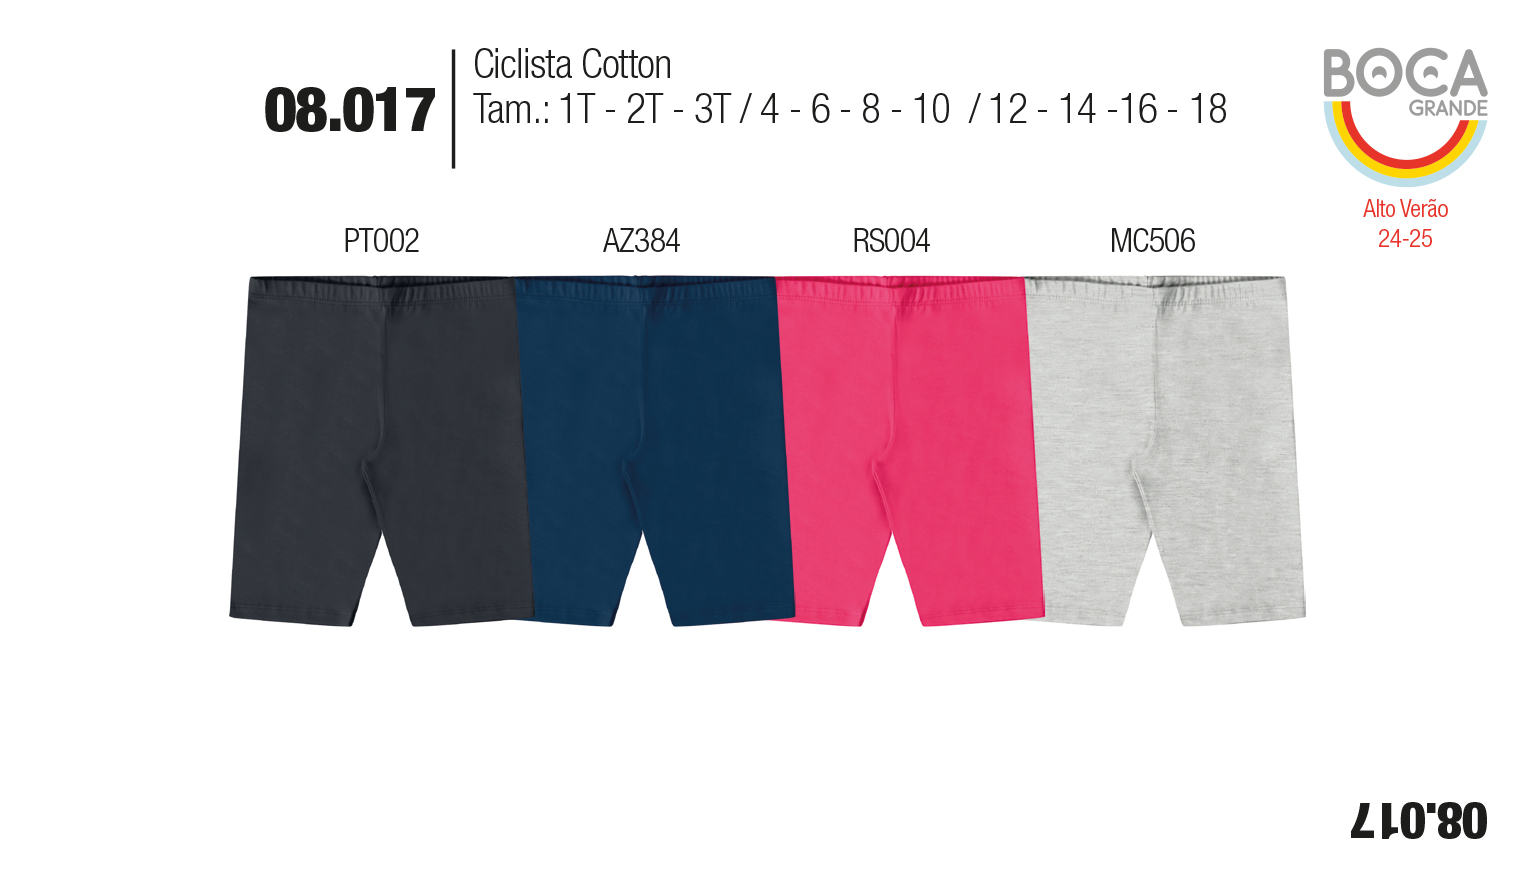 08.017
Ciclista Cotton
Tam.: 1T - 2T - 3T / 4 - 6 - 8 - 10 / 12 - 14 -16 - 18
BOCA
GRANDE
Alto Verão
24-25
PT002
AZ384
RS004
MC506
08.017